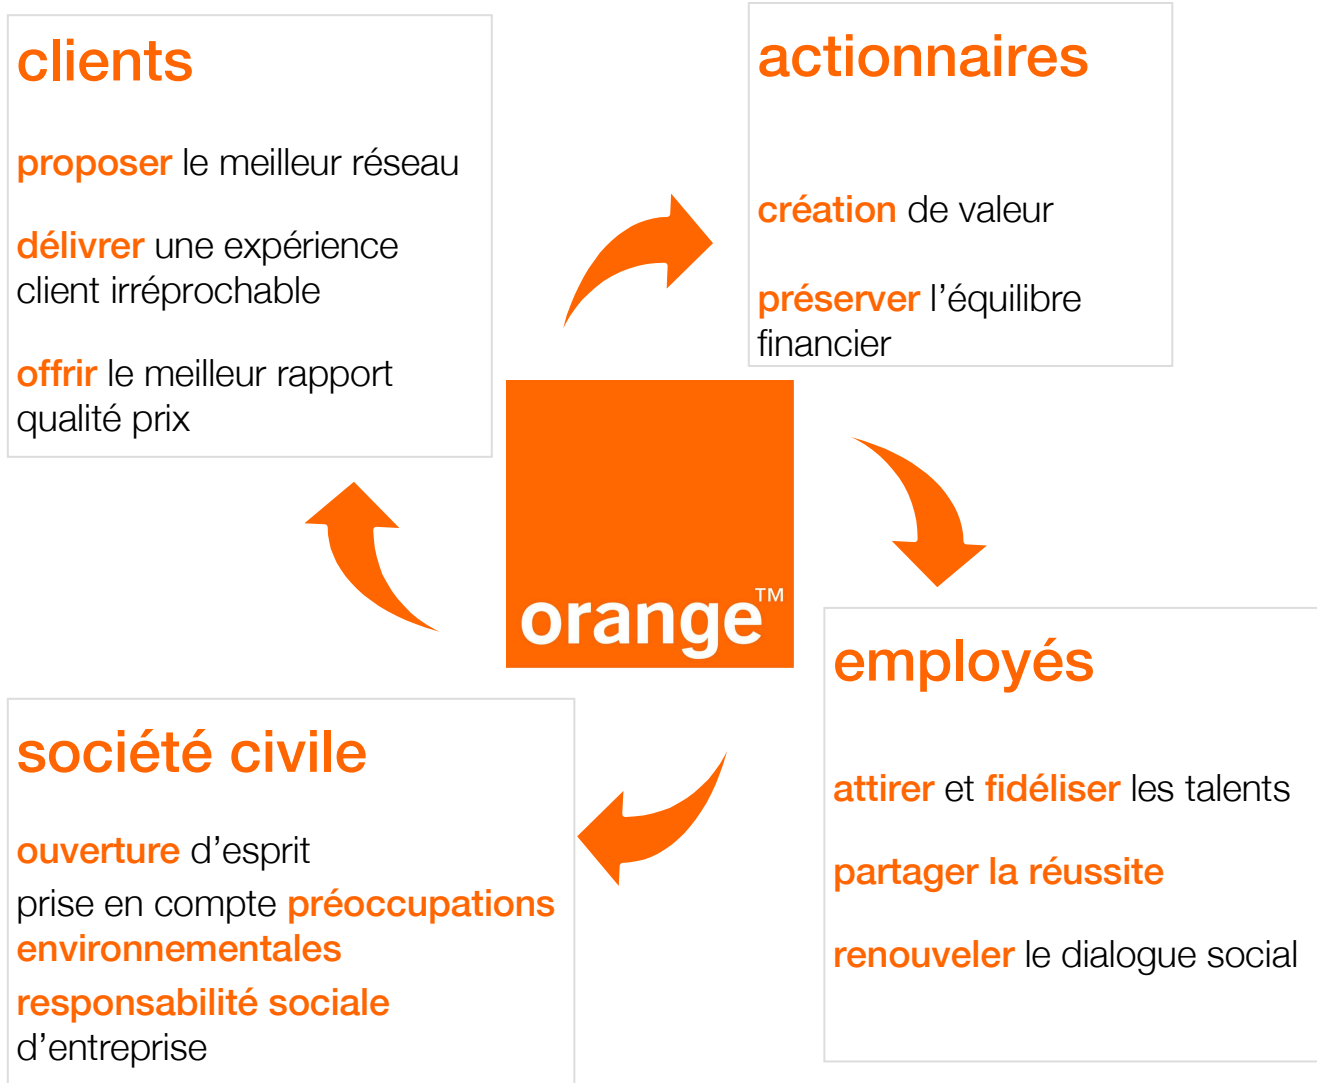 clients
proposer le meilleur réseau
délivrer une expérience
client irréprochable
offrir le meilleur rapport
qualité prix
actionnaires
création de valeur
préserver l’équilibre
financier
orange™
employés
attirer et fidéliser les talents
partager la réussite
renouveler le dialogue social
société civile
ouverture d’esprit
prise en compte préoccupations
environnementales
responsabilité sociale
d’entreprise